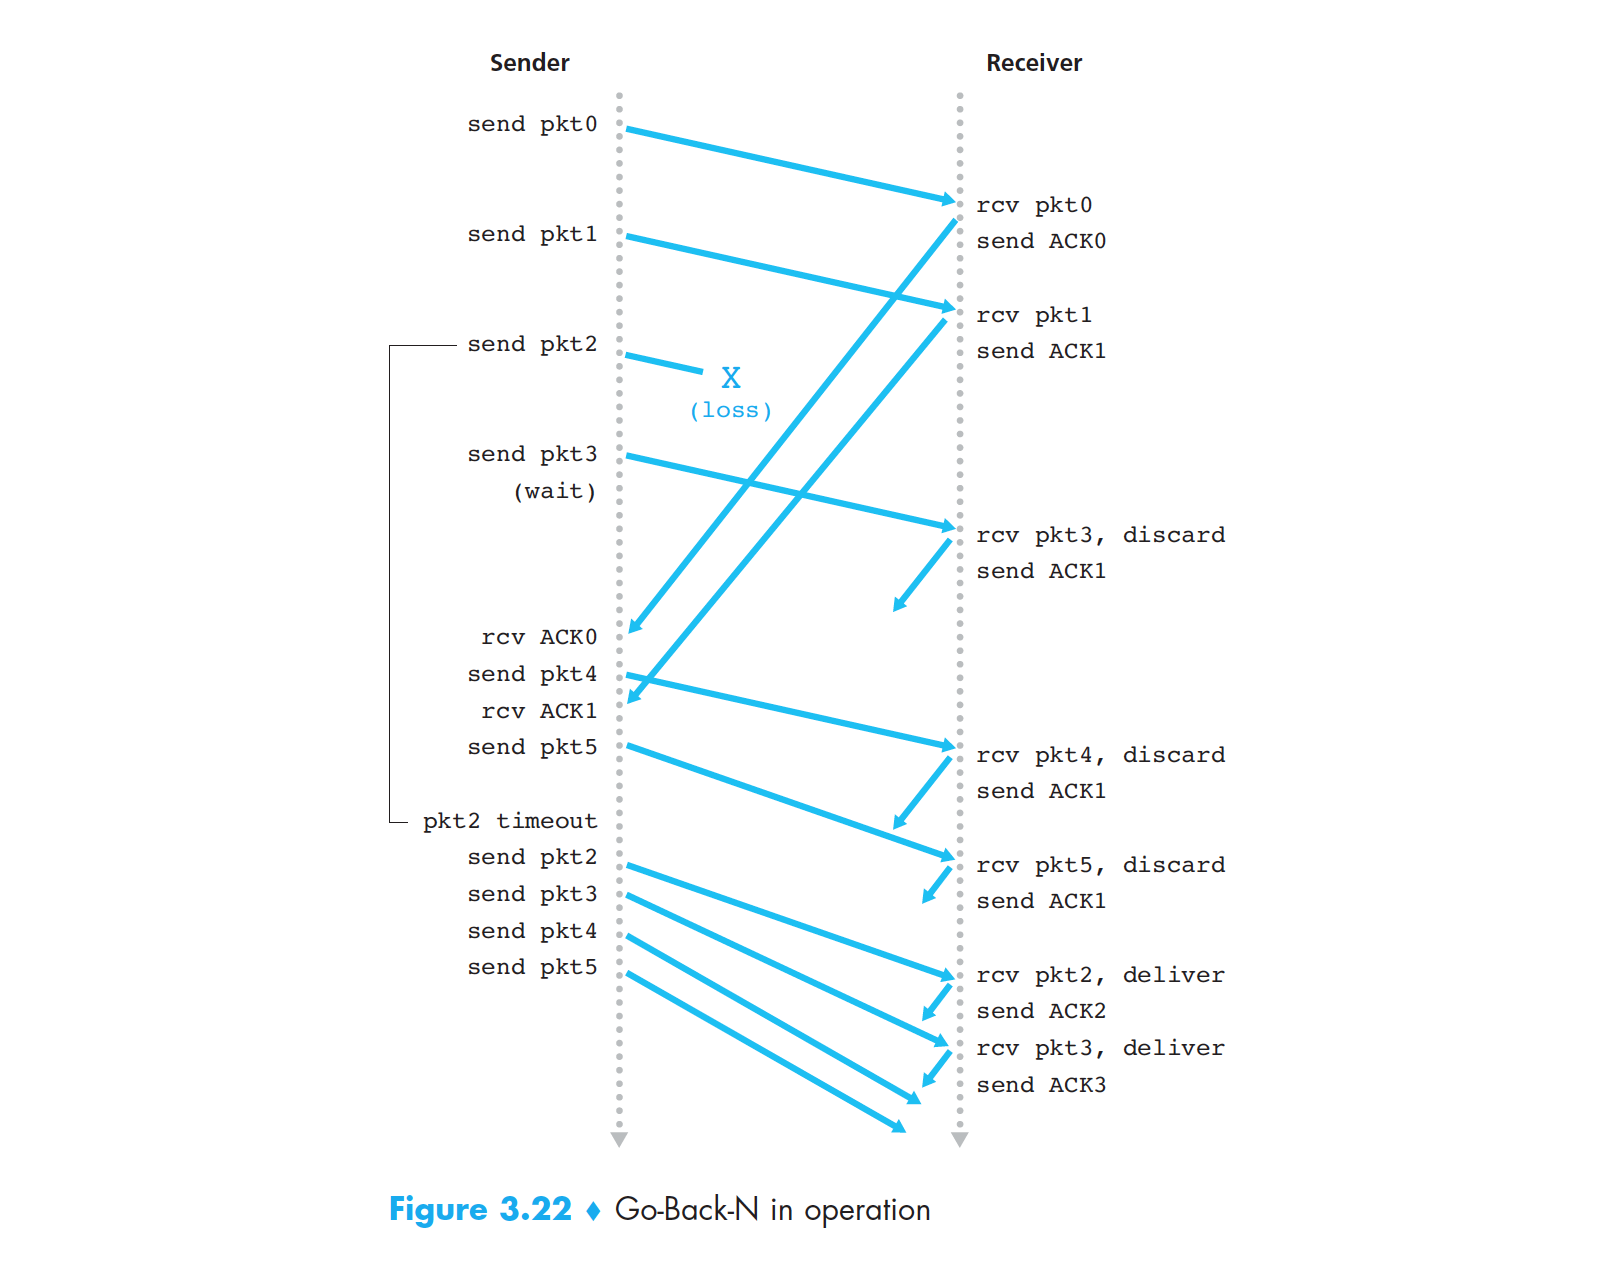 Sender
Receiver
send pkt0
rcv pkt0
send pkt1
send ACK0
rcv pkt1
send pkt2
send ACK1
X
(loss)
send pkt3
(wait)
rcv pkt3, discard
send ACK1
rcv ACK0
send pkt4
rcv ACK1
send pkt5
rcv pkt4, discard
send ACK1
pkt2 timeout
send pkt2
rcv pkt5, discard
send pkt3
send ACK1
send pkt4
send pkt5
rcv pkt2, deliver
send ACK2
rcv pkt3, deliver
send ACK3
Figure 3.22 ♦ Go-Back-N in operation